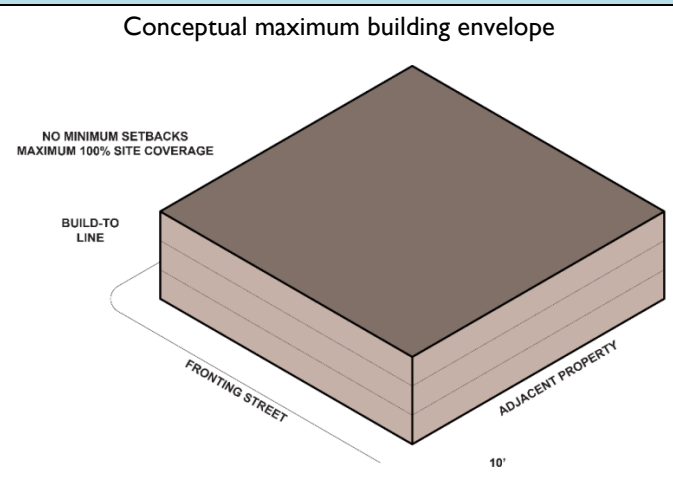 Conceptual maximum building envelope
NO MINIMUM SETBACKS
MAXIMUM 100% SITE COVERAGE
BUILD-TO
LINE
FRONTING STREET
ADJACENT PROPERTY
10'